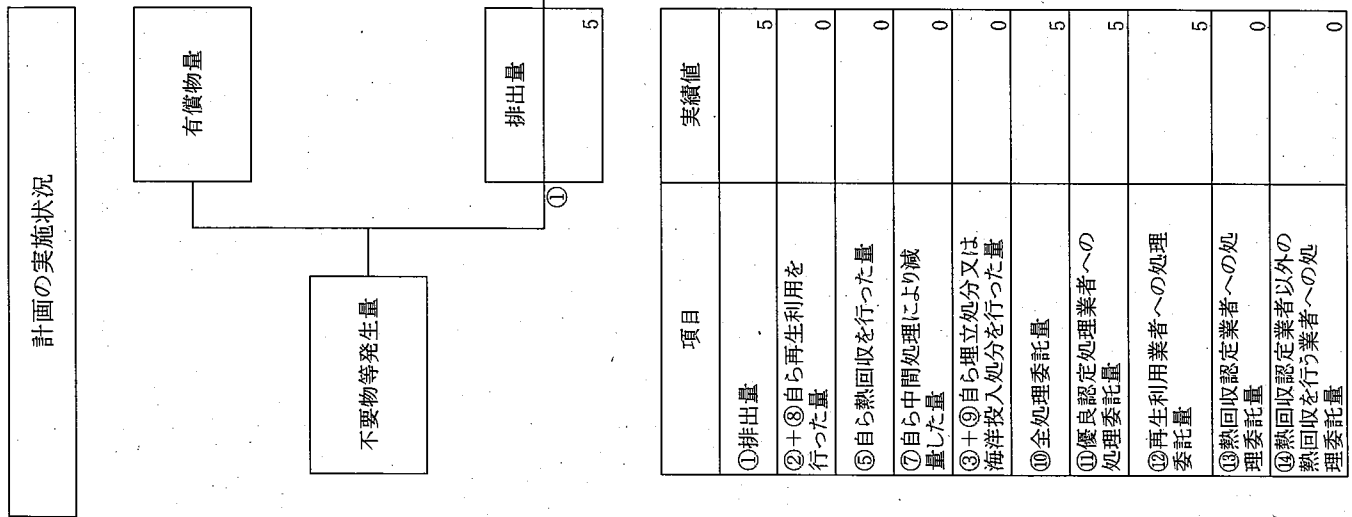 計画の実施状況
有償物量
不要物等発生量
①
排出量
5
項目 実績値
①排出量 5
②+⑧自ら再生利用を
行った量 0
⑤自ら熱回収を行った量 0
⑦自ら中間処理により減
量した量 0
③+⑨自ら埋立処分又は
海洋投入処分を行った量 0
⑩全処理委託量 5
⑪優良認定処理業者への
処理委託量 5
⑫再生利用業者への処理
委託量 5
⑬熱回収認定業者への処
理委託量 0
⑭熱回収認定業者以外の
熱回収を行う業者への処
理委託量 0